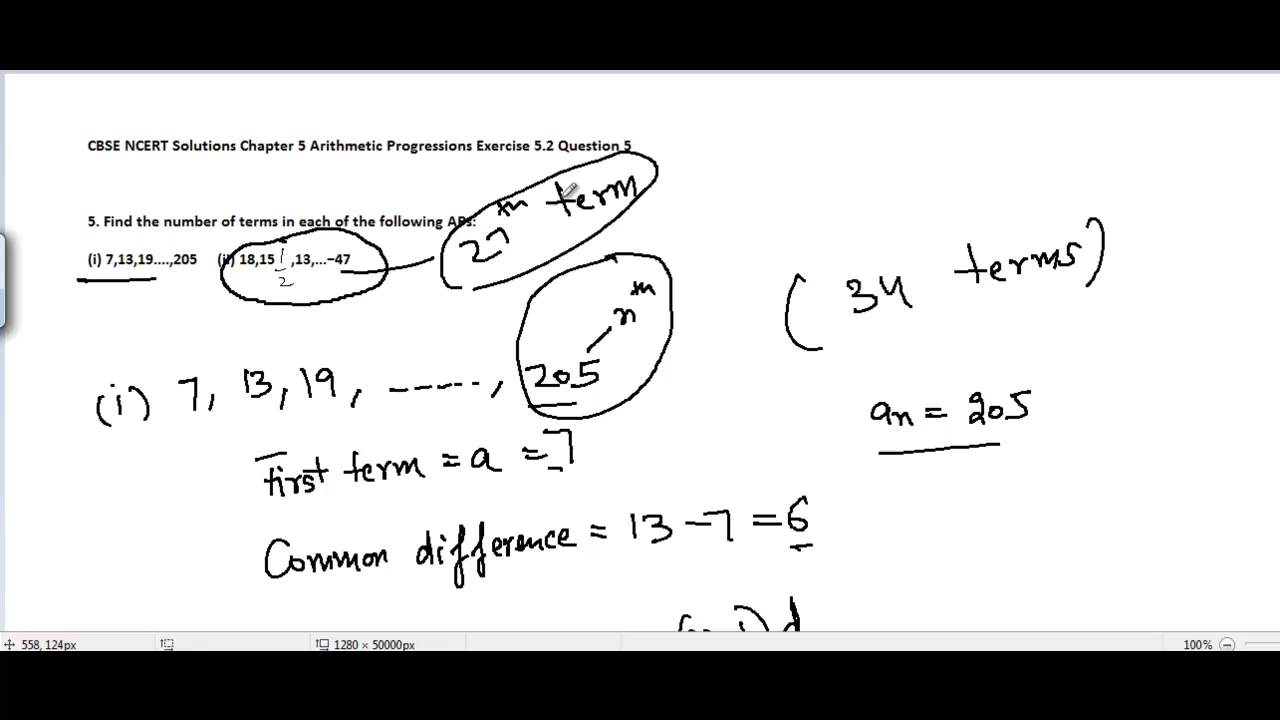 CBSE NCERT Solutions Chapter 5 Arithmetic Progressions Exercise 5.2 Question 5
27th term
5. Find the number of terms in each of the following APs:
(i) 7,13,19....,205 (ii) 18,15 1/2 ,13,...−47
(34 terms)
nth
(i) 7, 13, 19, ------, 205
an = 205
First term = a = 7
Common difference = 13 - 7 = 6
(n-1) d
558, 124px
1280 × 50000px
100%